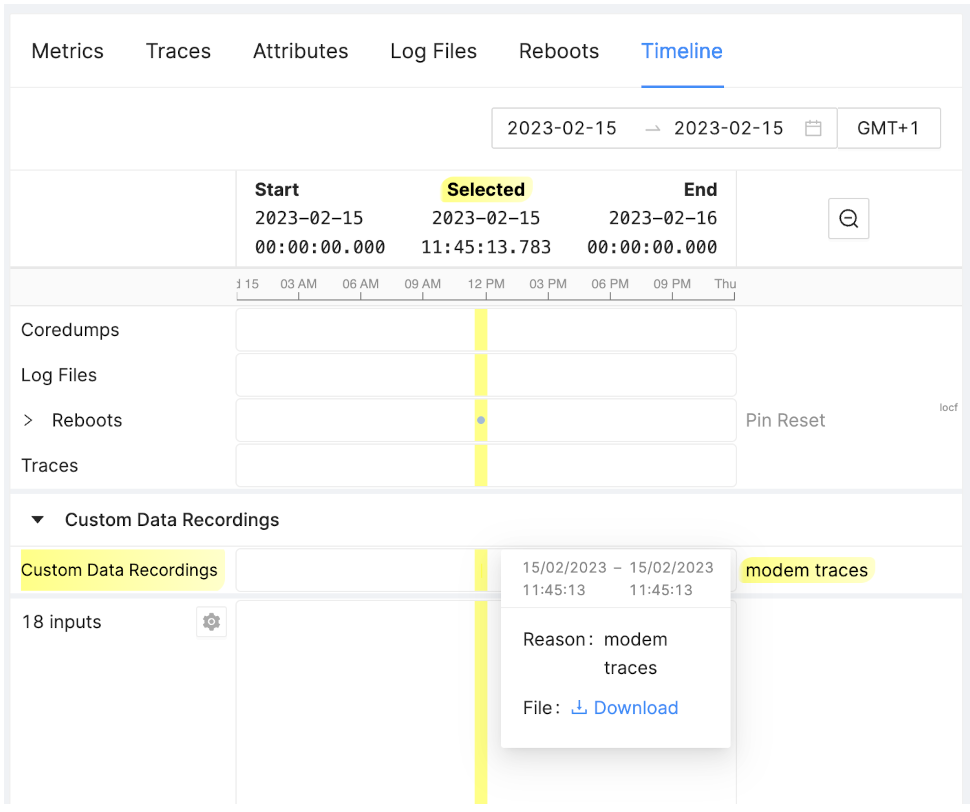 Metrics Traces Attributes Log Files Reboots Timeline
2023-02-15 → 2023-02-15 GMT+1
Start Selected End
2023-02-15 2023-02-15 2023-02-16
00:00:00.000 11:45:13.783 00:00:00.000
d 15 03 AM 06 AM 09 AM 12 PM 03 PM 06 PM 09 PM Thu
Coredumps
Log Files
Reboots Pin Reset locf
Traces
Custom Data Recordings
Custom Data Recordings modem traces
15/02/2023 – 15/02/2023
11:45:13 11:45:13
18 inputs
Reason: modem
traces
File: Download